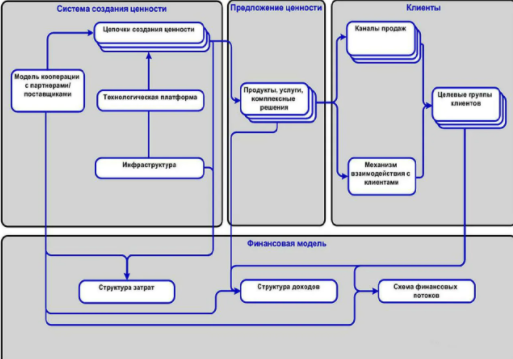 Система создания ценности
Предложение ценности
Клиенты
Цепочки создания ценности
Модель кооперации
с партнерами/
поставщиками
Технологическая платформа
Инфраструктура
Продукты, услуги,
комплексные
решения
Каналы продаж
Целевые группы
клиентов
Механизм
взаимодействия с
клиентами
Финансовая модель
Структура затрат
Структура доходов
Схема финансовых
потоков